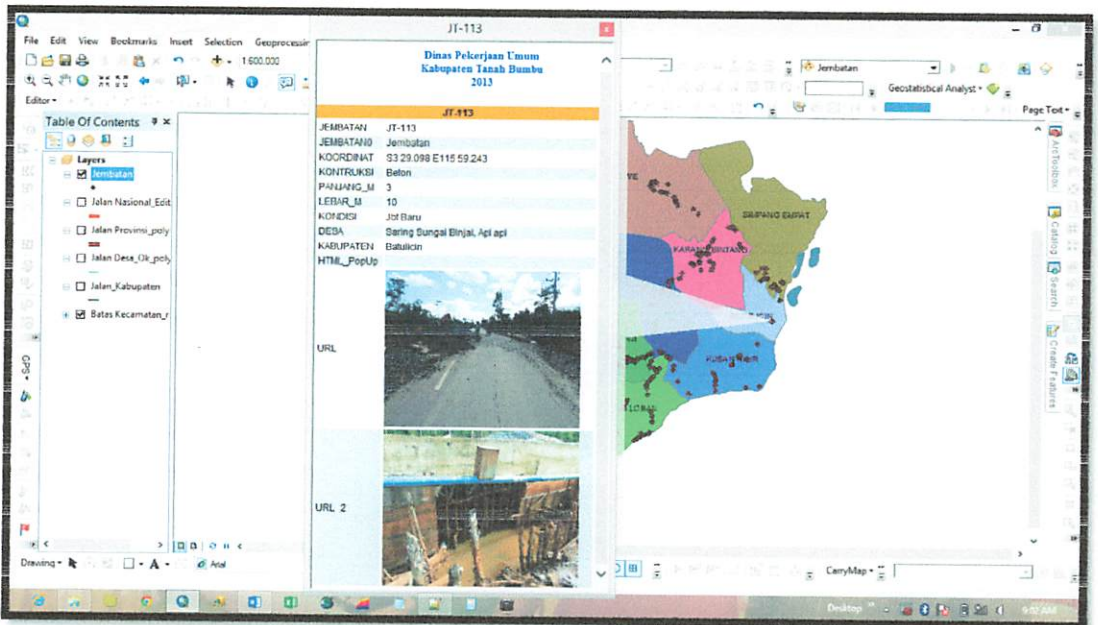 JT-113
File Edit View Bookmarks Insert Selection Geoprocessin
1:600.000
Editor
Table Of Contents
Layers
Jembatan
Jalan Nasional_Edit
Jalan Provinsi_poly
Jalan Desa_Ok_poly
Jalan_Kabupaten
Batas Kecamatan_r
GPS
Drawing
A
Arial
Dinas Pekerjaan Umum
Kabupaten Tanah Bumbu
2013
JT-113
JEMBATAN JT-113
JEMBATAN0 Jembatan
KOORDINAT S3 29.098 E115 59.243
KONTRUKSI Beton
PANJANG_M 3
LEBAR_M 10
KONDISI Jbt Baru
DESA Saring Sungai Binjai, Api api
KABUPATEN Batulicin
HTML_PopUp
URL
URL_2
Jembatan
Geostatistical Analyst
Page Text
SIMPANG EMPAT
KARANG BINTANG
KUSAN HILIR
ArcToolbox
Catalog
Search
Create Features
CarryMap
Desktop
9:02 AM